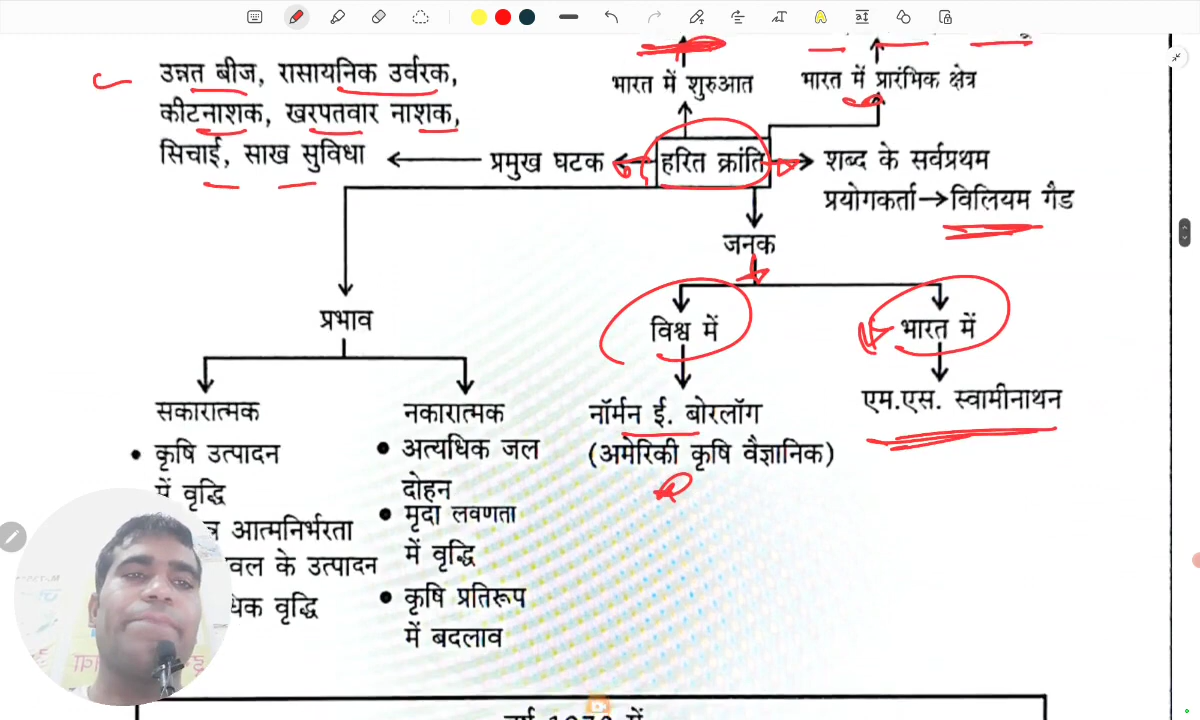 उन्नत बीज, रासायनिक उर्वरक,
कीटनाशक, खरपतवार नाशक,
सिचाई, साख सुविधा
प्रमुख घटक
हरित क्रांति
भारत में शुरुआत
भारत में प्रारंभिक क्षेत्र
शब्द के सर्वप्रथम
प्रयोगकर्ता→विलियम गैड
जनक
विश्व में
भारत में
नॉर्मन ई. बोरलॉग
(अमेरिकी कृषि वैज्ञानिक)
एम.एस. स्वामीनाथन
प्रभाव
सकारात्मक
• कृषि उत्पादन
में वृद्धि
आत्मनिर्भरता
के उत्पादन
वृद्धि
नकारात्मक
• अत्यधिक जल
दोहन
• मृदा लवणता
में वृद्धि
• कृषि प्रतिरूप
में बदलाव